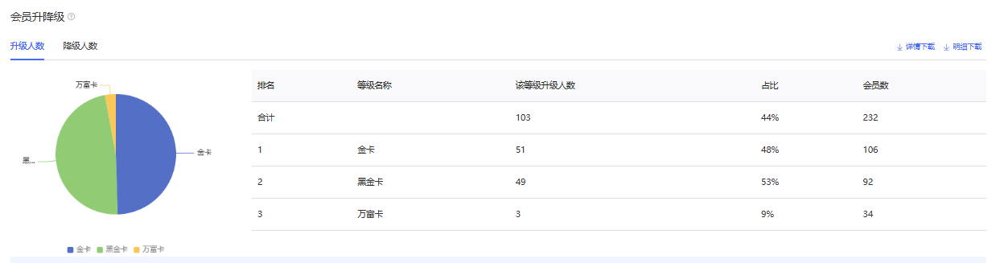 会员升降级
升级人数 降级人数 详情下载 明细下载
排名 等级名称 该等级升级人数 占比 会员数
合计 103 44% 232
1 金卡 51 48% 106
2 黑金卡 49 53% 92
3 万富卡 3 9% 34
万富卡
金卡
黑...
金卡 黑金卡 万富卡